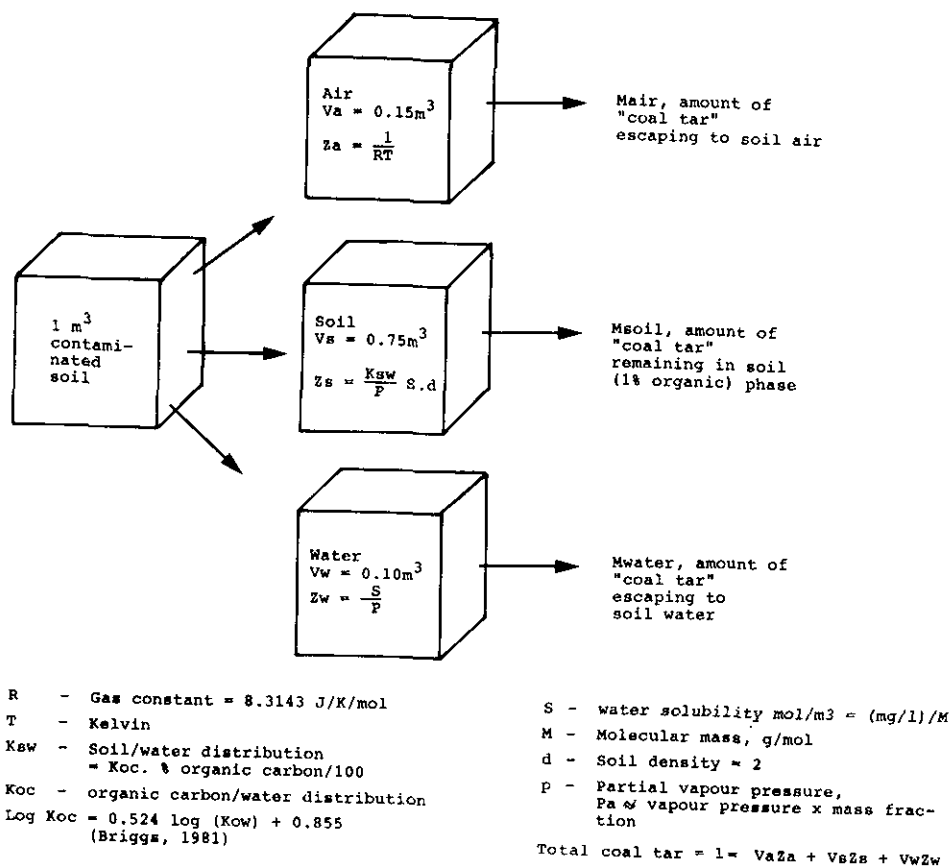 Air
Va = 0.15m³
Za = 1/RT
Mair, amount of
"coal tar"
escaping to soil air
1 m³
contami-
nated
soil
Soil
Vs = 0.75m³
Zs = Ksw/P S.d
Msoil, amount of
"coal tar"
remaining in soil
(1% organic) phase
Water
Vw = 0.10m³
Zw = S/P
Mwater, amount of
"coal tar"
escaping to
soil water
R - Gas constant = 8.3143 J/K/mol
T - Kelvin
Ksw - Soil/water distribution
= Koc. % organic carbon/100
Koc - organic carbon/water distribution
Log Koc = 0.524 log (Kow) + 0.855
(Briggs, 1981)
S - water solubility mol/m3 = (mg/l)/M
M - Molecular mass, g/mol
d - Soil density = 2
P - Partial vapour pressure,
Pa ≈ vapour pressure x mass frac-
tion
Total coal tar = 1= VaZa + VsZs + VwZw